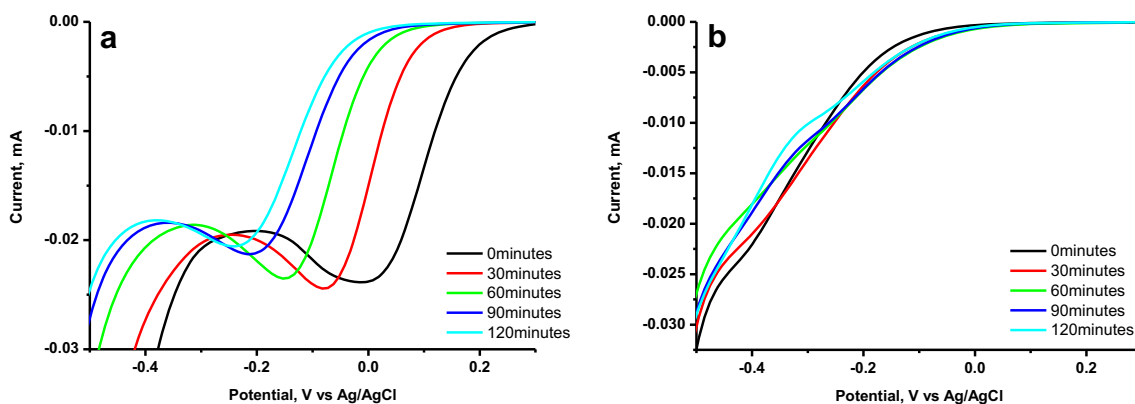 a
0.00
-0.01
-0.02
-0.03
Current, mA
-0.4
-0.2
0.0
0.2
Potential, V vs Ag/AgCl
0minutes
30minutes
60minutes
90minutes
120minutes
b
0.000
-0.005
-0.010
-0.015
-0.020
-0.025
-0.030
Current, mA
-0.4
-0.2
0.0
0.2
Potential, V vs Ag/AgCl
0minutes
30minutes
60minutes
90minutes
120minutes